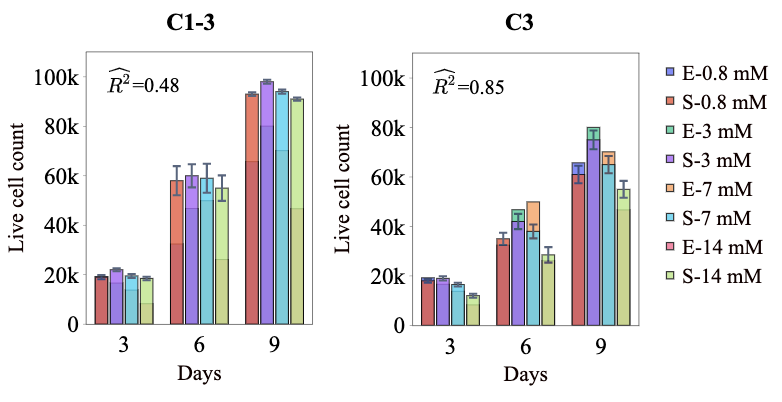 C1-3
C3
Live cell count
100k
80k
60k
40k
20k
0
R²=0.48
3
6
9
Days
Live cell count
100k
80k
60k
40k
20k
0
R²=0.85
3
6
9
Days
E-0.8 mM
S-0.8 mM
E-3 mM
S-3 mM
E-7 mM
S-7 mM
E-14 mM
S-14 mM